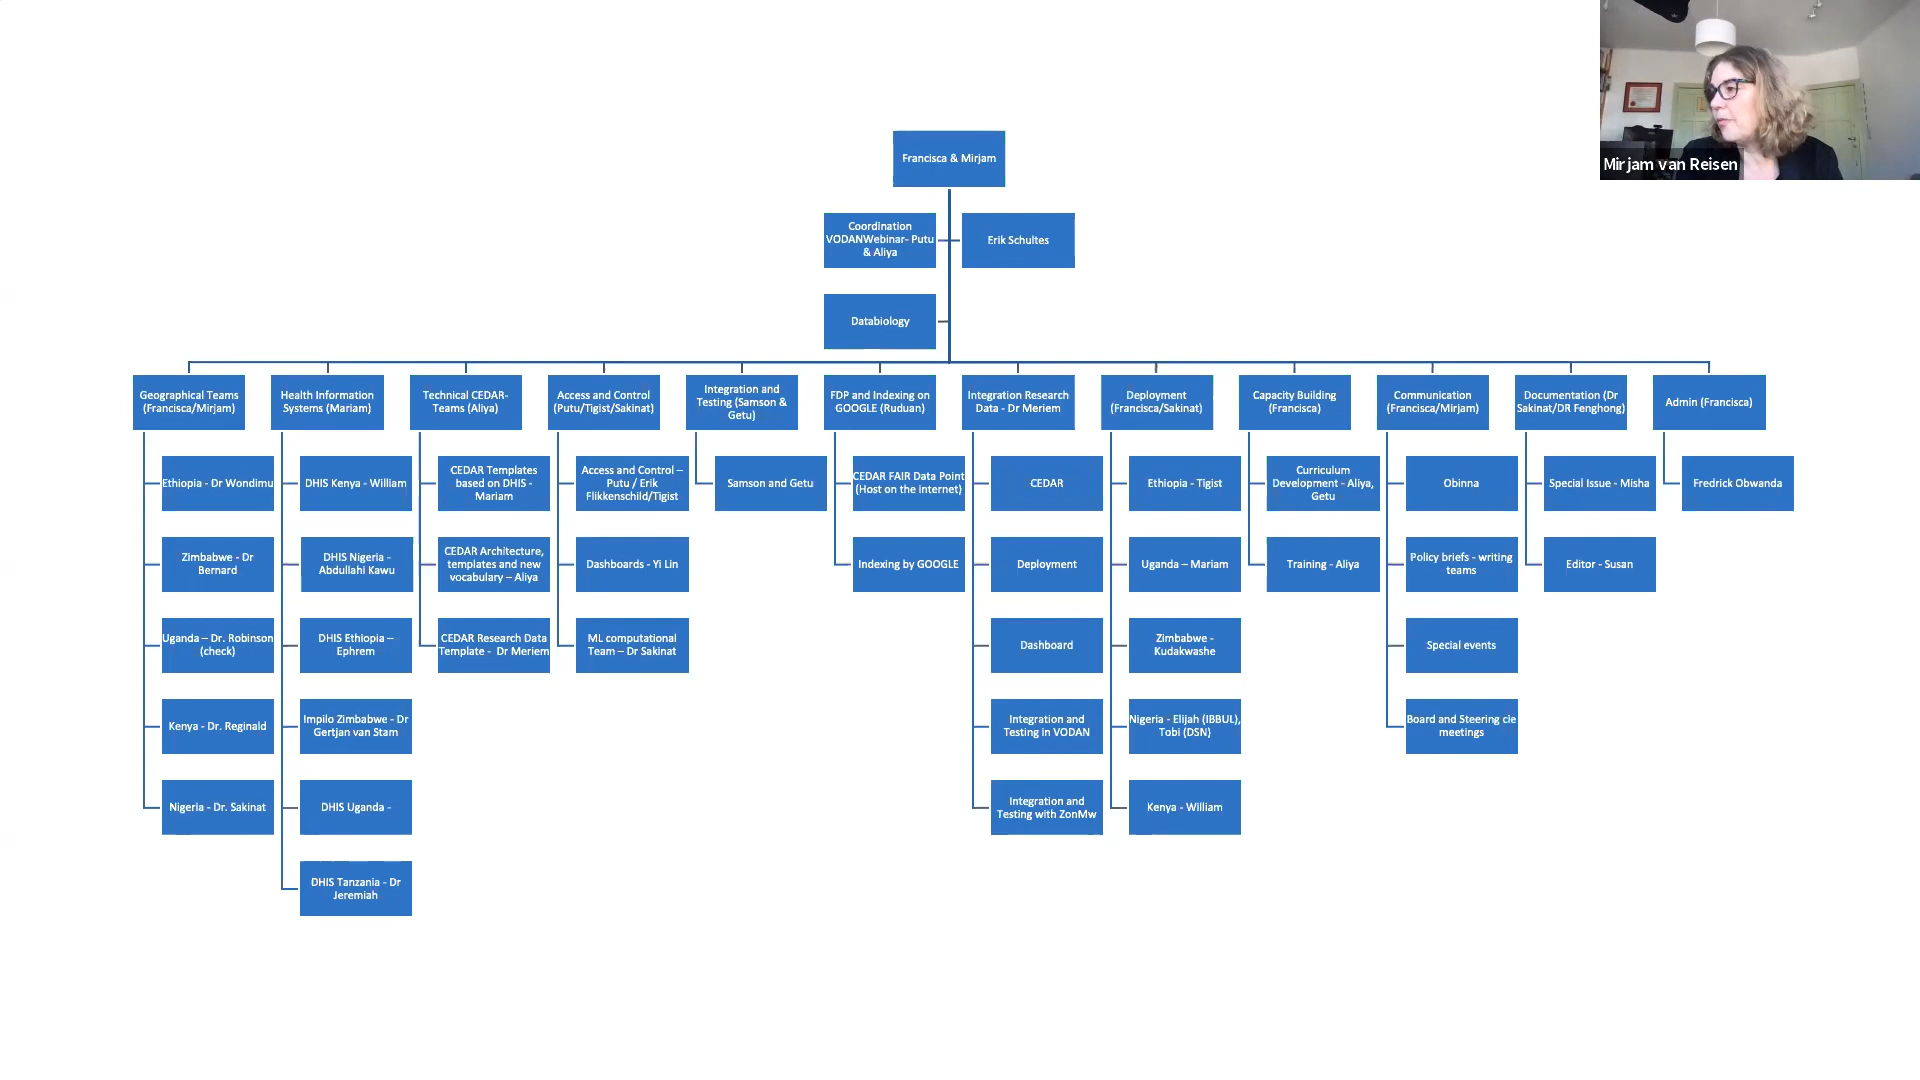 Mirjam van Reisen
Francisca & Mirjam
Coordination
VODANWebinar- Putu
& Aliya
Erik Schultes
Databiology
Geographical Teams
(Francisca/Mirjam)
Health Information
Systems (Mariam)
Technical CEDAR-
Teams (Aliya)
Access and Control
(Putu/Tigist/Sakinat)
Integration and
Testing (Samson &
Getu)
FDP and Indexing on
GOOGLE (Ruduan)
Integration Research
Data - Dr Meriem
Deployment
(Francisca/Sakinat)
Capacity Building
(Francisca)
Communication
(Francisca/Mirjam)
Documentation (Dr
Sakinat/DR Fenghong)
Admin (Francisca)
Ethiopia - Dr Wondimu
Zimbabwe - Dr
Bernard
Uganda – Dr. Robinson
(check)
Kenya - Dr. Reginald
Nigeria - Dr. Sakinat
DHIS Kenya - William
DHIS Nigeria -
Abdullahi Kawu
DHIS Ethiopia –
Ephrem
Impilo Zimbabwe - Dr
Gertjan van Stam
DHIS Uganda -
DHIS Tanzania - Dr
Jeremiah
CEDAR Templates
based on DHIS -
Mariam
CEDAR Architecture,
templates and new
vocabulary – Aliya
CEDAR Research Data
Template - Dr Meriem
Access and Control –
Putu / Erik
Flikkenschild/Tigist
Dashboards - Yi Lin
ML computational
Team – Dr Sakinat
Samson and Getu
CEDAR FAIR Data Point
(Host on the internet)
Indexing by GOOGLE
CEDAR
Deployment
Dashboard
Integration and
Testing in VODAN
Integration and
Testing with ZonMw
Ethiopia - Tigist
Uganda – Mariam
Zimbabwe -
Kudakwashe
Nigeria - Elijah (IBBUL),
Tobi (DSN)
Kenya - William
Curriculum
Development - Aliya,
Getu
Training - Aliya
Obinna
Policy briefs - writing
teams
Special events
Board and Steering cie
meetings
Special Issue - Misha
Editor - Susan
Fredrick Obwanda